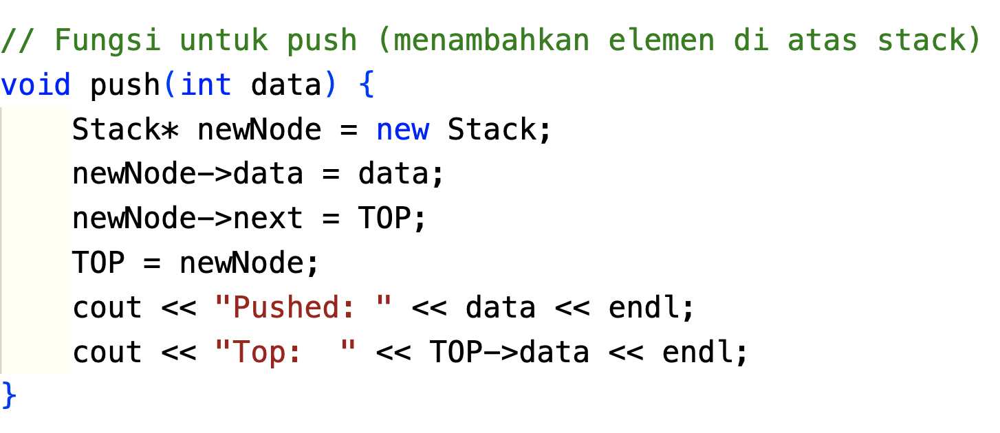 // Fungsi untuk push (menambahkan elemen di atas stack)
void push(int data) {
    Stack* newNode = new Stack;
    newNode->data = data;
    newNode->next = TOP;
    TOP = newNode;
    cout << "Pushed: " << data << endl;
    cout << "Top:  " << TOP->data << endl;
}